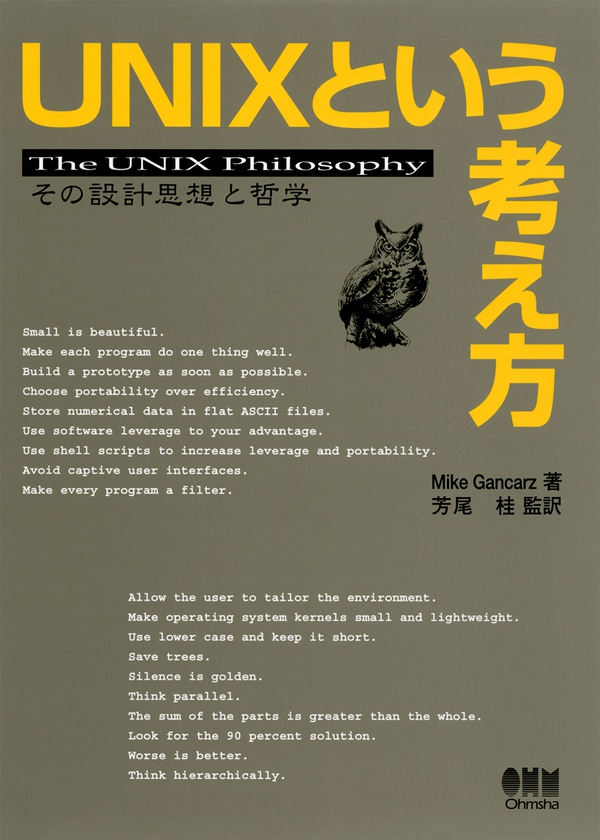 UNIXという
考え方
The UNIX Philosophy
その設計思想と哲学
Small is beautiful.
Make each program do one thing well.
Build a prototype as soon as possible.
Choose portability over efficiency.
Store numerical data in flat ASCII files.
Use software leverage to your advantage.
Use shell scripts to increase leverage and portability.
Avoid captive user interfaces.
Make every program a filter.
Mike Gancarz 著
芳尾 桂 監訳
Allow the user to tailor the environment.
Make operating system kernels small and lightweight.
Use lower case and keep it short.
Save trees.
Silence is golden.
Think parallel.
The sum of the parts is greater than the whole.
Look for the 90 percent solution.
Worse is better.
Think hierarchically.
OHM
Ohmsha